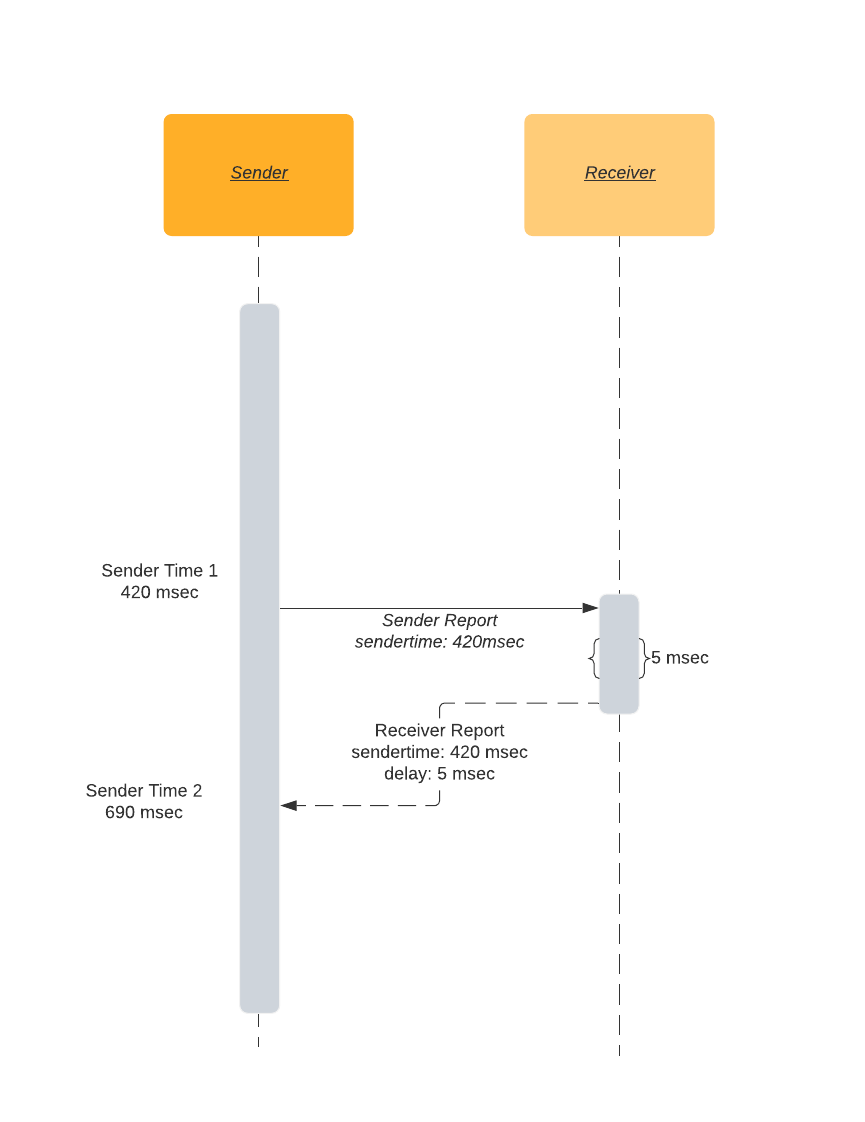 Sender
Receiver
Sender Time 1
420 msec
Sender Report
sendertime: 420msec
5 msec
Receiver Report
sendertime: 420 msec
delay: 5 msec
Sender Time 2
690 msec